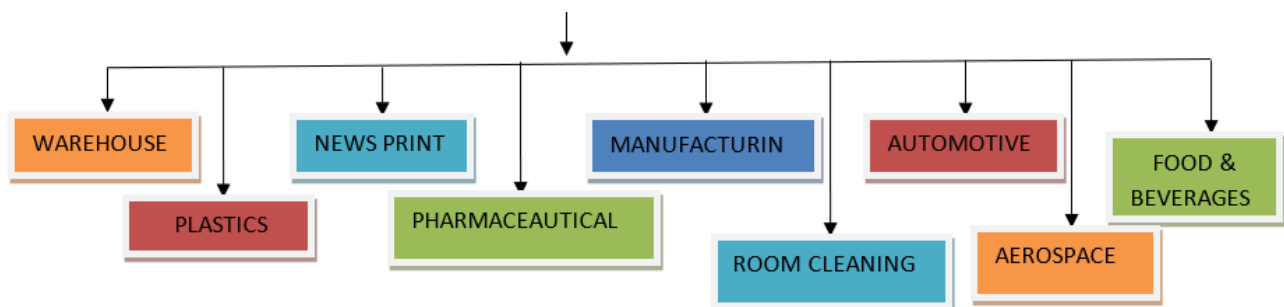 WAREHOUSE
NEWS PRINT
MANUFACTURIN
AUTOMOTIVE
FOOD &
BEVERAGES
PLASTICS
PHARMACEAUTICAL
ROOM CLEANING
AEROSPACE